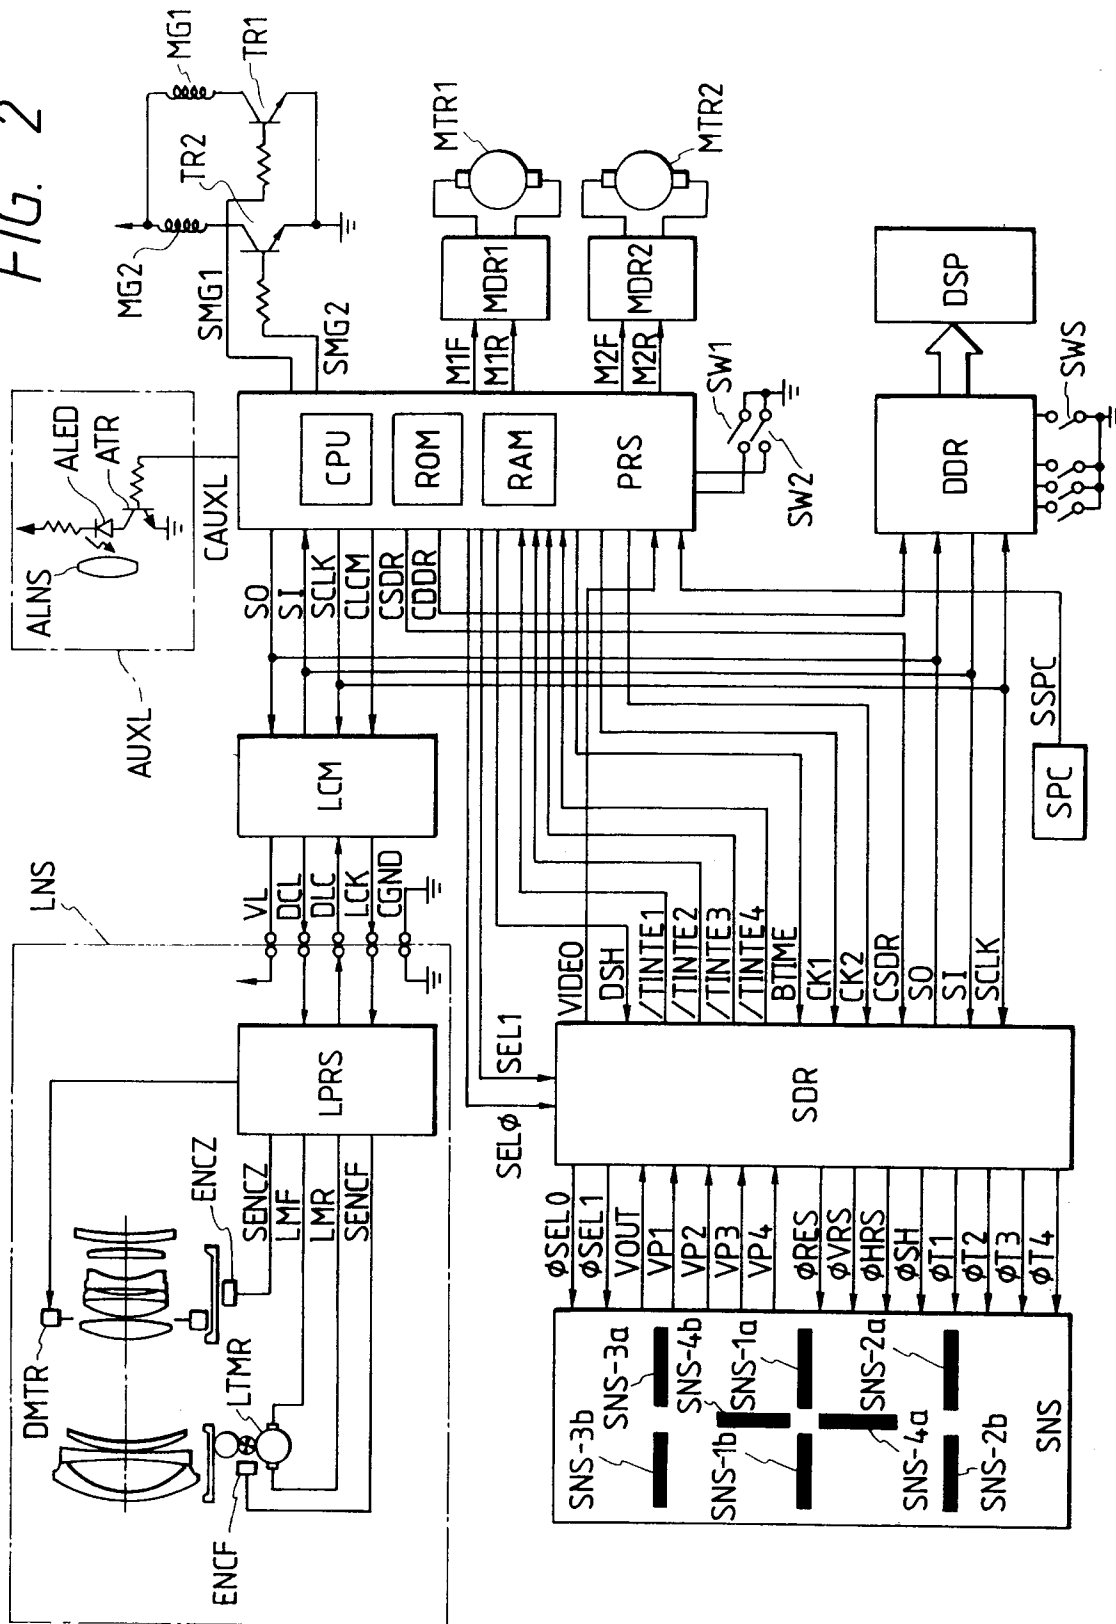 FIG. 2
LNS
DMTR
ENCZ
LTMR
ENCF
SENCZ
LMF
LMR
SENCF
LPRS
VL
DCL
DLC
LCK
CGND
LCM
AUXL
ALNS
ALED
ATR
CAUXL
SO
SI
SCLK
CLCM
CSDR
CDDR
CPU
ROM
RAM
PRS
MG2
TR2
MG1
TR1
SMG1
SMG2
M1F
M1R
MDR1
MTR1
M2F
M2R
MDR2
MTR2
SW1
SW2
SELϕ
SEL1
VIDEO
DSH
/TINTE1
/TINTE2
/TINTE3
/TINTE4
BTIME
CK1
CK2
CSDR
SO
SI
SCLK
SDR
ϕSEL0
ϕSEL1
VOUT
VP1
VP2
VP3
VP4
ϕRES
ϕVRS
ϕHRS
ϕSH
ϕT1
ϕT2
ϕT3
ϕT4
SNS-3b
SNS-3a
SNS-4b
SNS-1a
SNS-1b
SNS-2a
SNS-4a
SNS-2b
SNS
SPC
SSPC
DDR
DSP
SWS